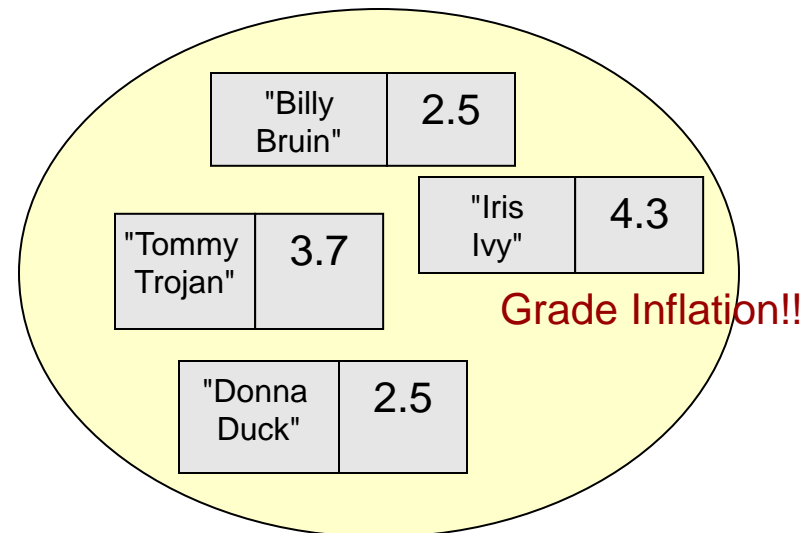 "Billy
Bruin"
2.5
"Iris
Ivy"
4.3
"Tommy
Trojan"
3.7
Grade Inflation!!
"Donna
Duck"
2.5